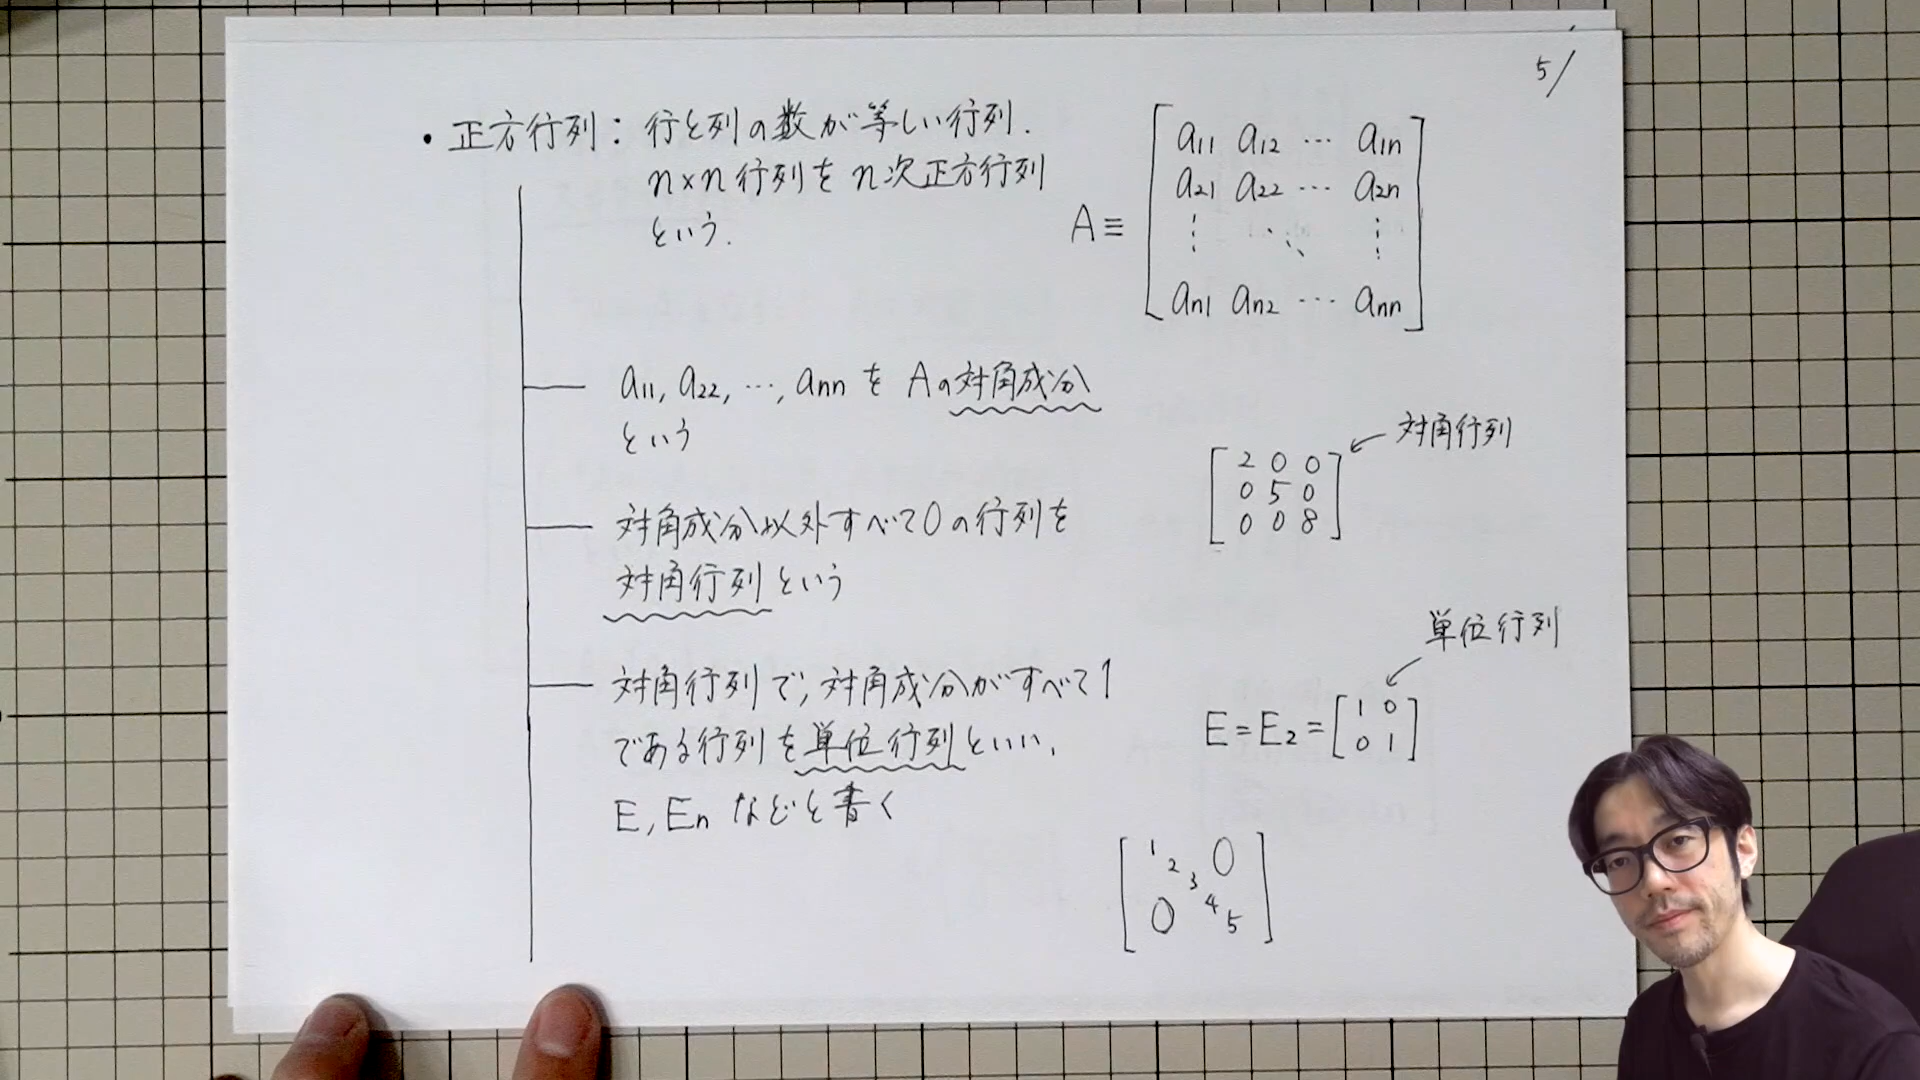 5/
・正方行列: 行と列の数が等しい行列.
n×n行列を n次正方行列
という.
A≡ [ a11 a12 … a1n
a21 a22 … a2n
⋮ ⋱ ⋮
an1 an2 … ann ]
a11, a22, …, ann を Aの対角成分
という
対角成分以外すべて0の行列を
対角行列という
対角行列
[ 2 0 0
0 5 0
0 0 8 ]
対角行列で, 対角成分がすべて1
である行列を単位行列といい,
E, En などと書く
単位行列
E=E2= [ 1 0
0 1 ]
[ 1 0
2
3
0 4
5 ]